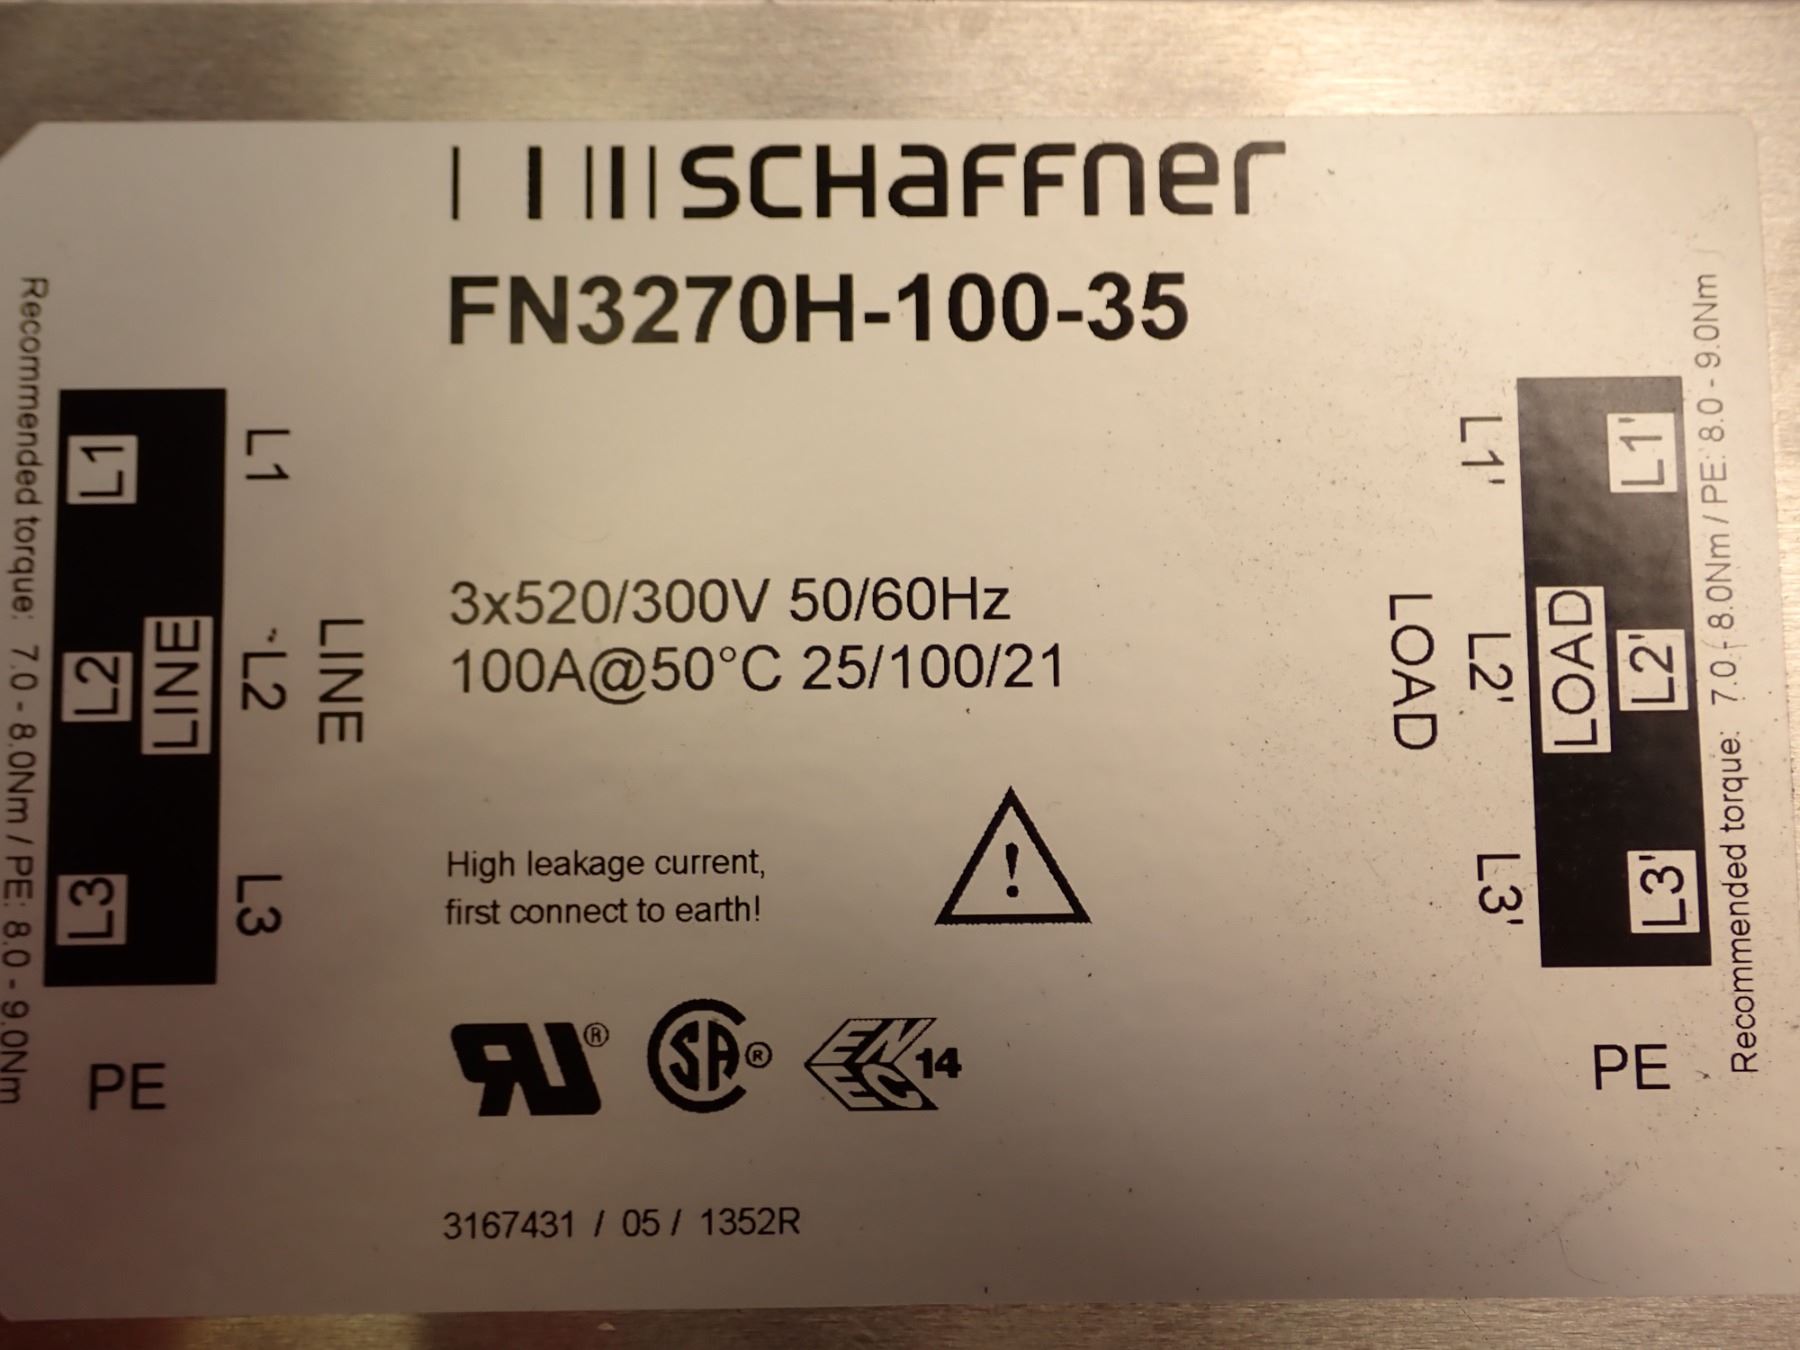 SCHaFFner
FN3270H-100-35
Recommended torque: 7.0 - 8.0Nm / PE: 8.0 - 9.0Nm
L1
L2
L3
LINE
L1
L2
L3
LINE
PE
3x520/300V 50/60Hz
100A@50°C 25/100/21
High leakage current,
first connect to earth!
!
RU®
SA®
ENEC 14
3167431 / 05 / 1352R
L1'
L2'
L3'
LOAD
L1'
L2'
L3'
LOAD
PE
Recommended torque: 7.0 - 8.0Nm / PE: 8.0 - 9.0Nm